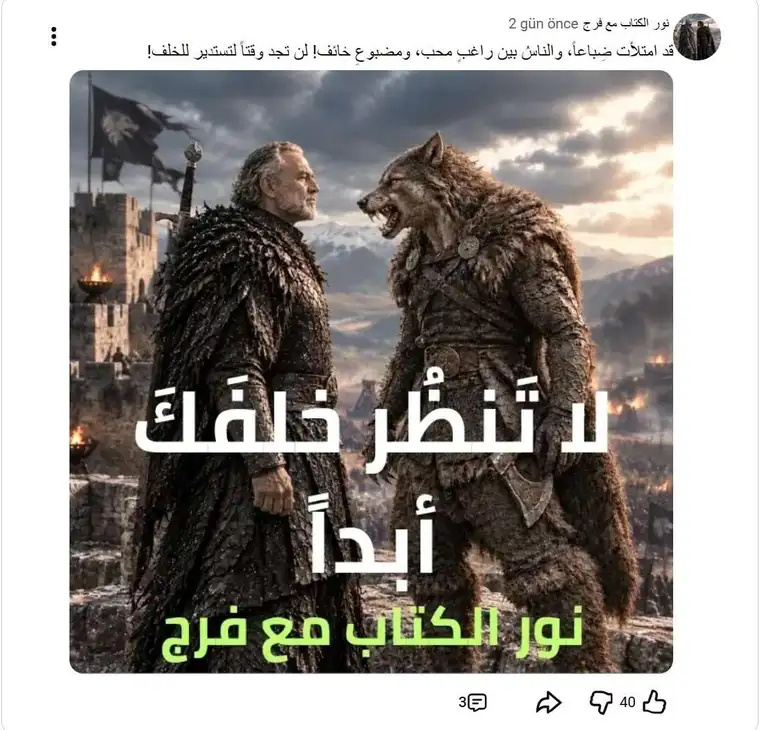 نور الكتاب مع فرج 2 gün önce
قد امتلأت ضِباعاً، والناسُ بين راغبٍ محب، ومضبوعٍ خائف! لن تجد وقتاً لتستدير للخلف!
لا تَنظُر خلفَكَ
أبداً
نور الكتاب مع فرج
40
3